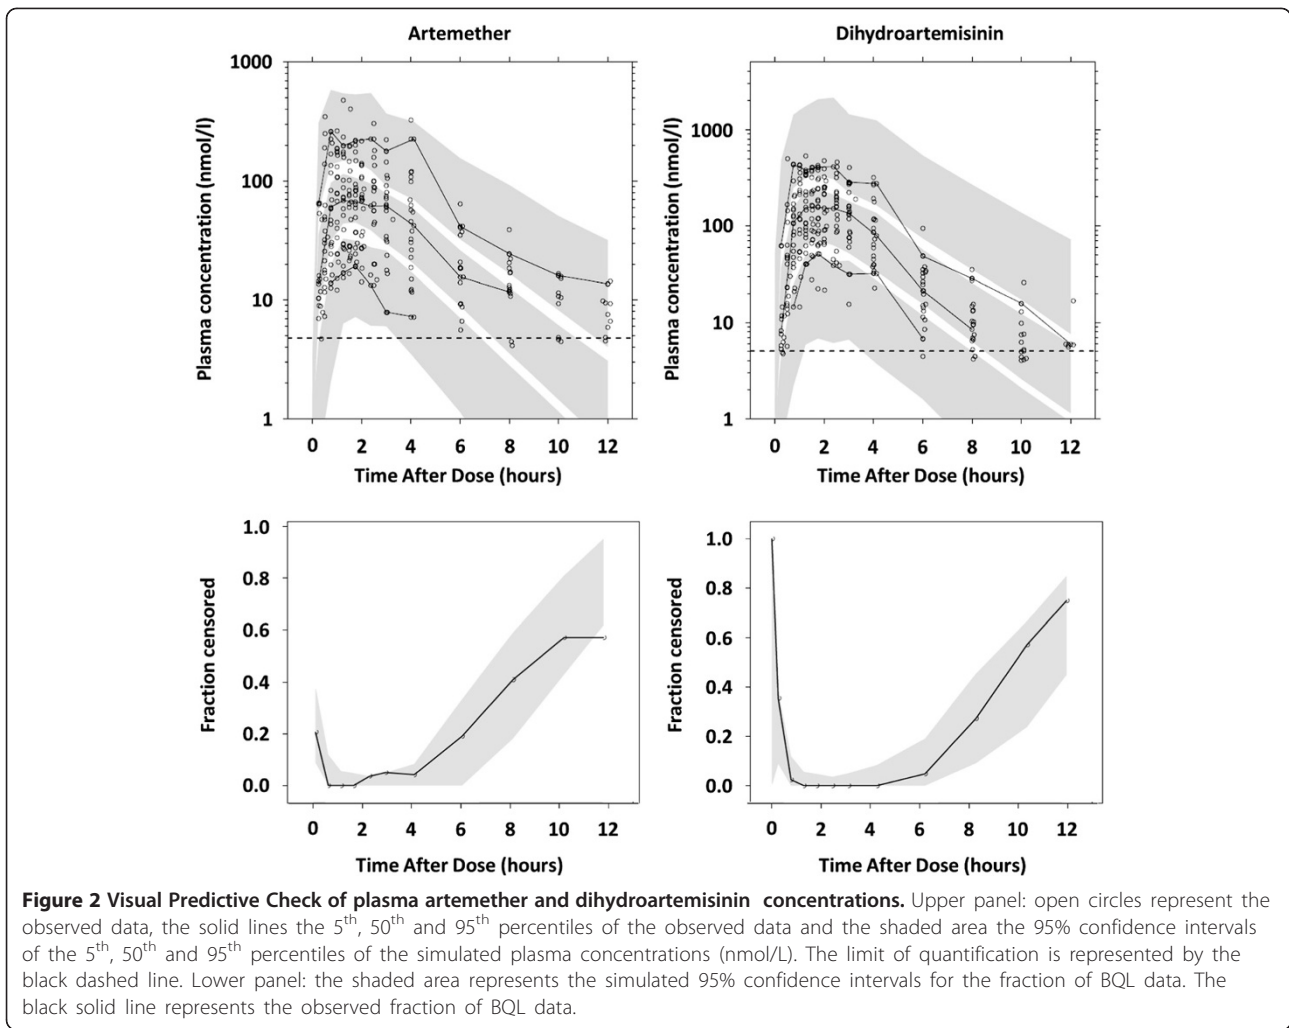 Artemether
Dihydroartemisinin
Plasma concentration (nmol/l)
1000
100
10
1
0 2 4 6 8 10 12
Time After Dose (hours)
Plasma concentration (nmol/l)
1000
100
10
1
0 2 4 6 8 10 12
Time After Dose (hours)
Fraction censored
1.0
0.8
0.6
0.4
0.2
0.0
0 2 4 6 8 10 12
Time After Dose (hours)
Fraction censored
1.0
0.8
0.6
0.4
0.2
0.0
0 2 4 6 8 10 12
Time After Dose (hours)
Figure 2 Visual Predictive Check of plasma artemether and dihydroartemisinin concentrations. Upper panel: open circles represent the
observed data, the solid lines the 5th, 50th and 95th percentiles of the observed data and the shaded area the 95% confidence intervals
of the 5th, 50th and 95th percentiles of the simulated plasma concentrations (nmol/L). The limit of quantification is represented by the
black dashed line. Lower panel: the shaded area represents the simulated 95% confidence intervals for the fraction of BQL data. The
black solid line represents the observed fraction of BQL data.